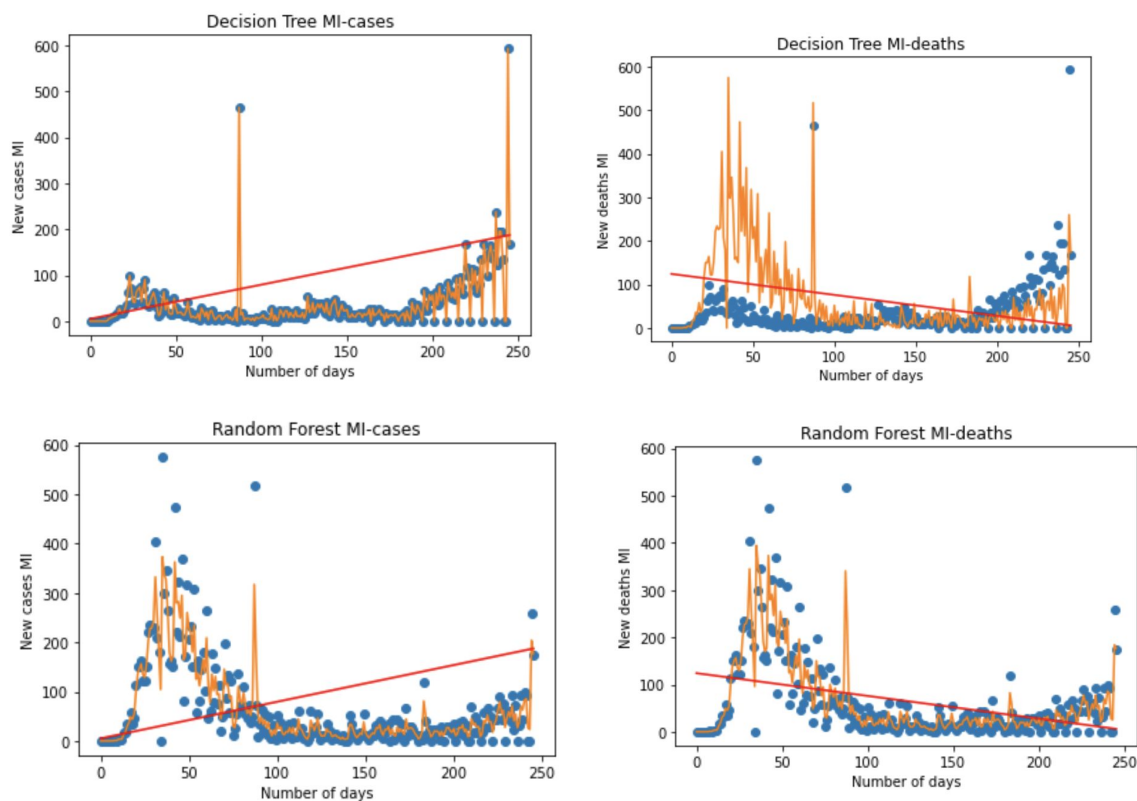 Decision Tree MI-cases
600
500
400
300
200
100
0
New cases MI
0 50 100 150 200 250
Number of days
Decision Tree MI-deaths
600
500
400
300
200
100
0
New deaths MI
0 50 100 150 200 250
Number of days
Random Forest MI-cases
600
500
400
300
200
100
0
New cases MI
0 50 100 150 200 250
Number of days
Random Forest MI-deaths
600
500
400
300
200
100
0
New deaths MI
0 50 100 150 200 250
Number of days